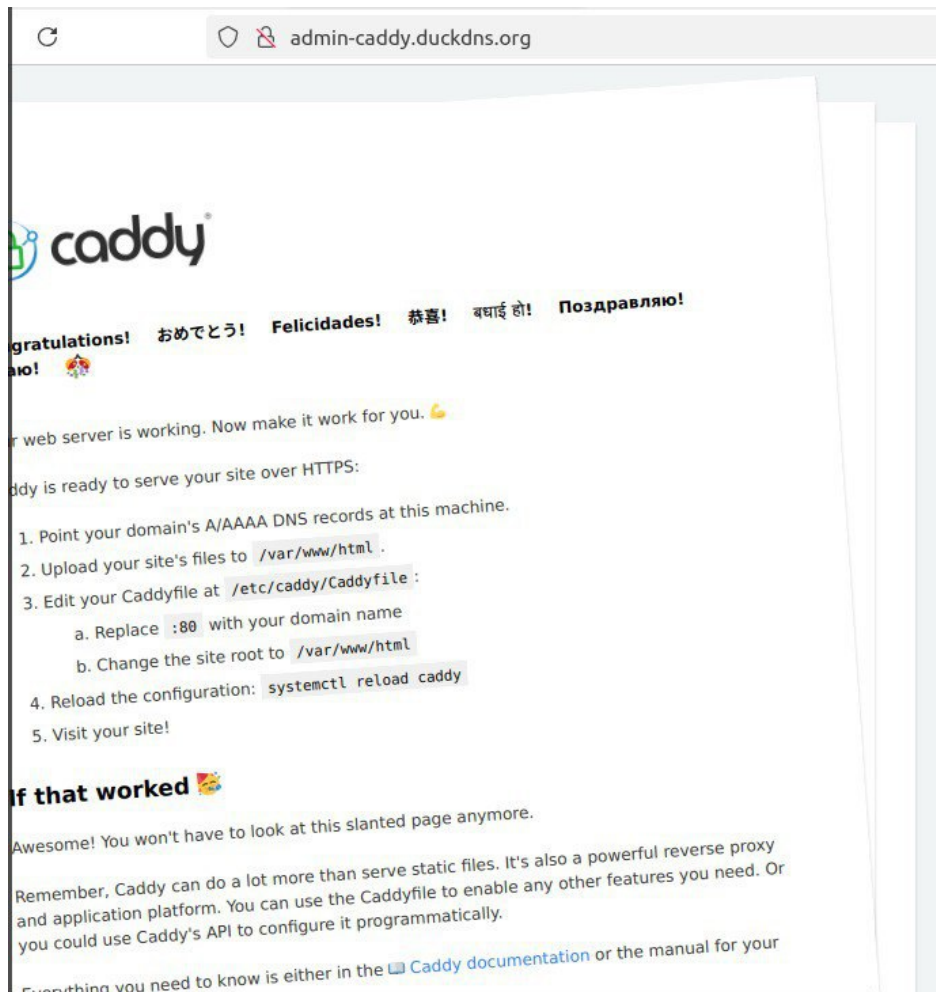 admin-caddy.duckdns.org
caddy®
gratulations! おめでとう! Felicidades! 恭喜! बधाई हो! Поздравляю!
аю!
r web server is working. Now make it work for you.
ddy is ready to serve your site over HTTPS:
1. Point your domain's A/AAAA DNS records at this machine.
2. Upload your site's files to /var/www/html .
3. Edit your Caddyfile at /etc/caddy/Caddyfile :
a. Replace :80 with your domain name
b. Change the site root to /var/www/html
4. Reload the configuration: systemctl reload caddy
5. Visit your site!
If that worked
Awesome! You won't have to look at this slanted page anymore.
Remember, Caddy can do a lot more than serve static files. It's also a powerful reverse proxy
and application platform. You can use the Caddyfile to enable any other features you need. Or
you could use Caddy's API to configure it programmatically.
Everything you need to know is either in the Caddy documentation or the manual for your